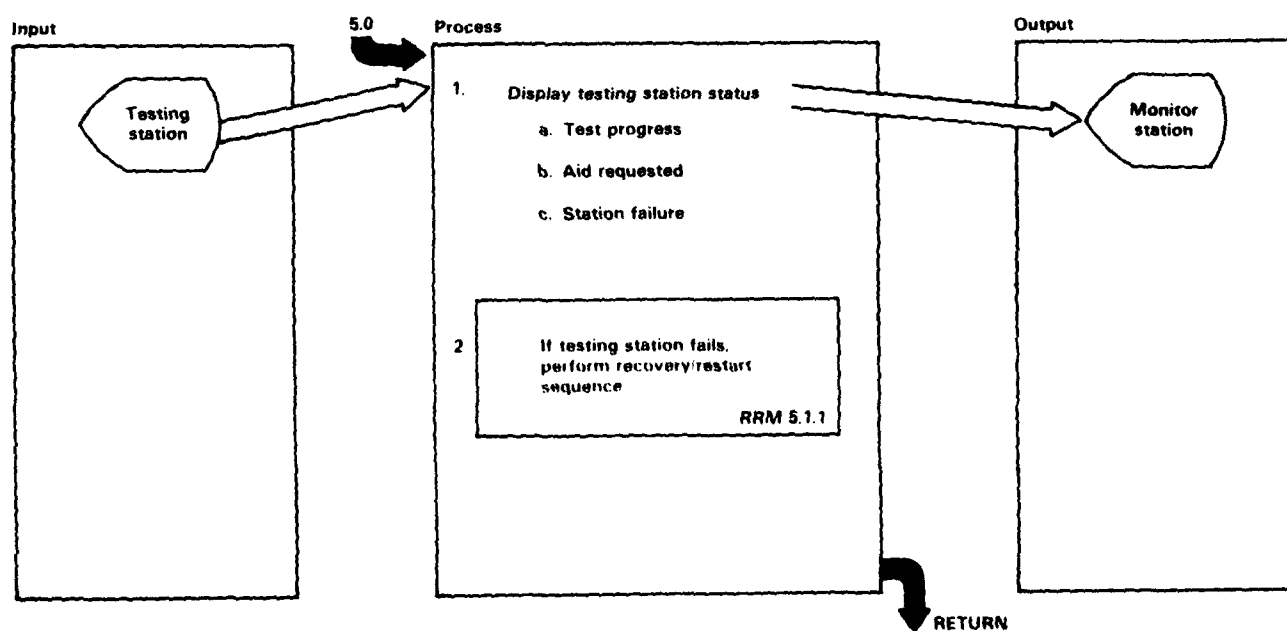 Input
5.0
Process
Output
Testing
station
1. Display testing station status
a. Test progress
b. Aid requested
c. Station failure
Monitor
station
2 If testing station fails,
perform recovery/restart
sequence
RRM 5.1.1
RETURN